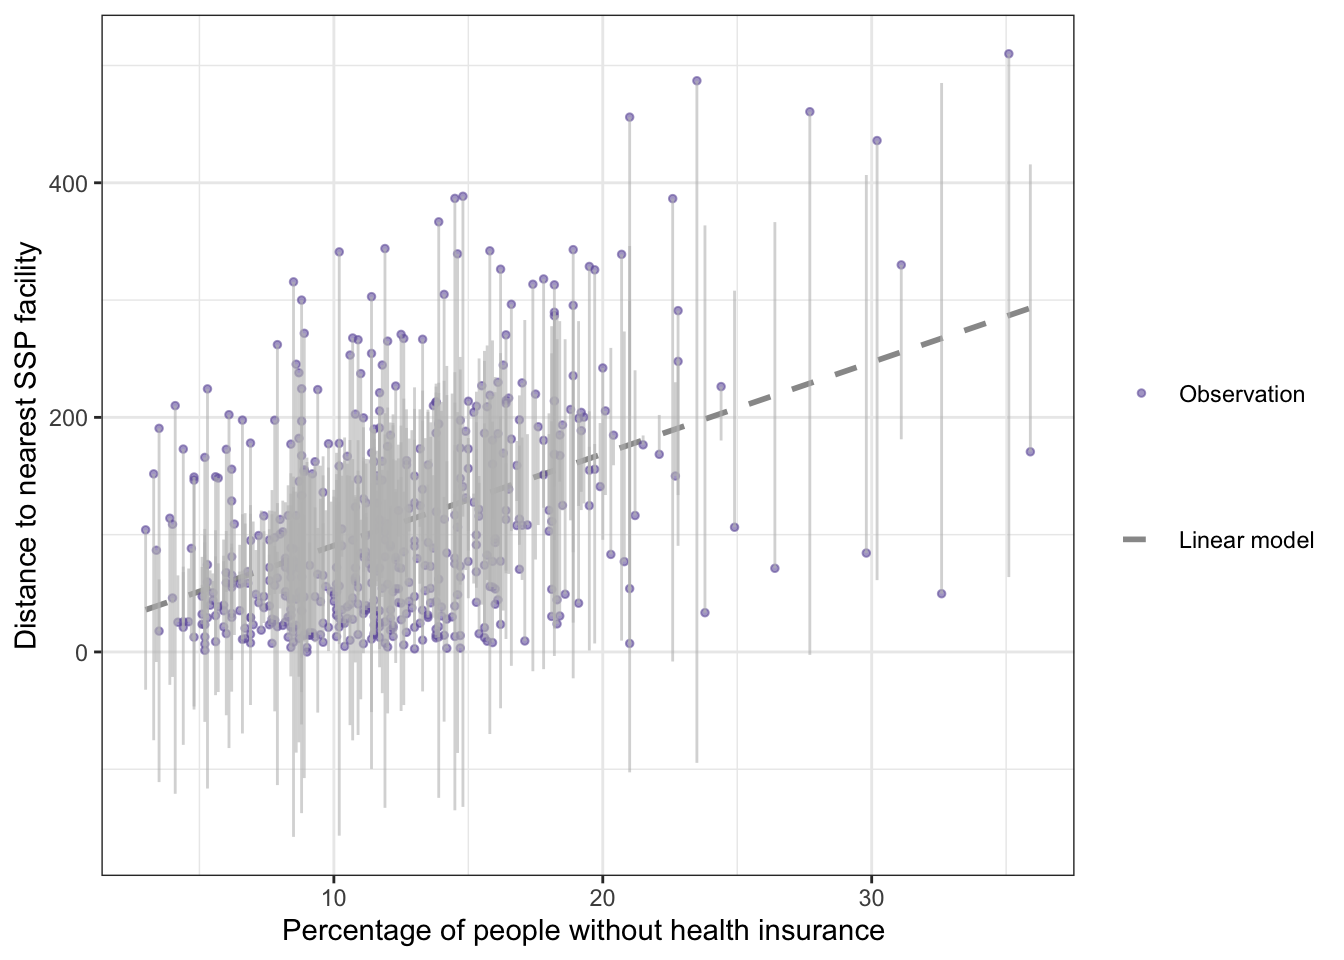 Distance to nearest SSP facility
400
200
0
10
20
30
Percentage of people without health insurance
Observation
Linear model